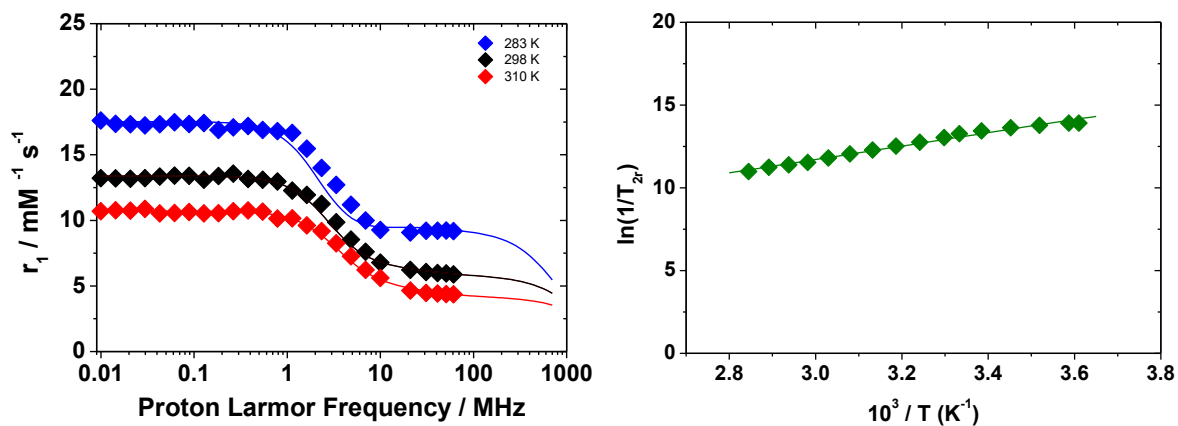 25
20
15
10
5
0
r₁ / mM ⁻¹ s⁻¹
283 K
298 K
310 K
0.01 0.1 1 10 100 1000
Proton Larmor Frequency / MHz
20
15
10
5
0
ln(1/T₂ᵣ)
2.8 3.0 3.2 3.4 3.6 3.8
10³ / T (K⁻¹)